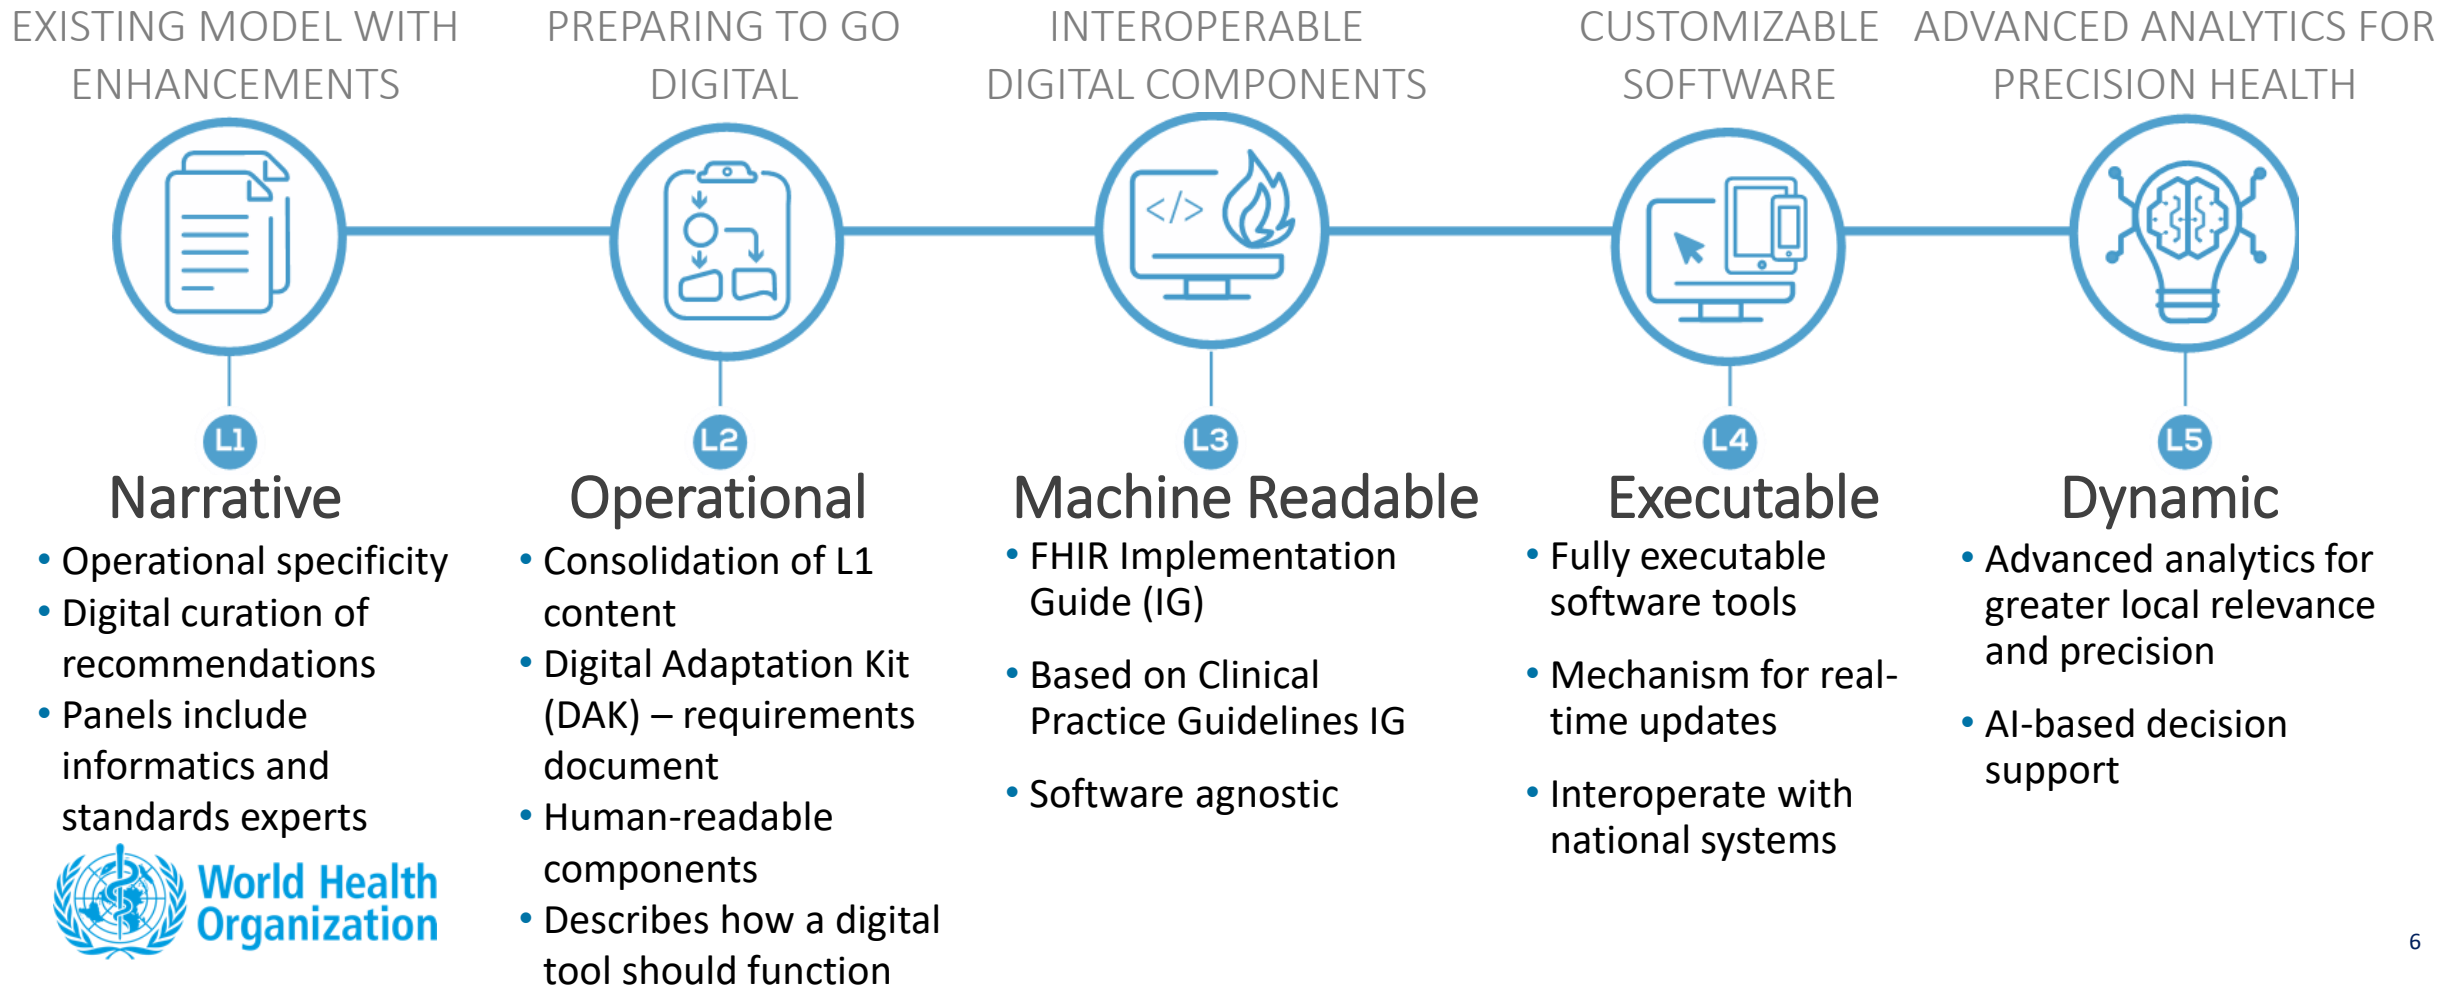 EXISTING MODEL WITH
ENHANCEMENTS
PREPARING TO GO
DIGITAL
INTEROPERABLE
DIGITAL COMPONENTS
CUSTOMIZABLE
SOFTWARE
ADVANCED ANALYTICS FOR
PRECISION HEALTH
</>
L1
L2
L3
L4
L5
Narrative
• Operational specificity
• Digital curation of
recommendations
• Panels include
informatics and
standards experts
World Health
Organization
Operational
• Consolidation of L1
content
• Digital Adaptation Kit
(DAK) – requirements
document
• Human-readable
components
• Describes how a digital
tool should function
Machine Readable
• FHIR Implementation
Guide (IG)
• Based on Clinical
Practice Guidelines IG
• Software agnostic
Executable
• Fully executable
software tools
• Mechanism for real-
time updates
• Interoperate with
national systems
Dynamic
• Advanced analytics for
greater local relevance
and precision
• AI-based decision
support
6